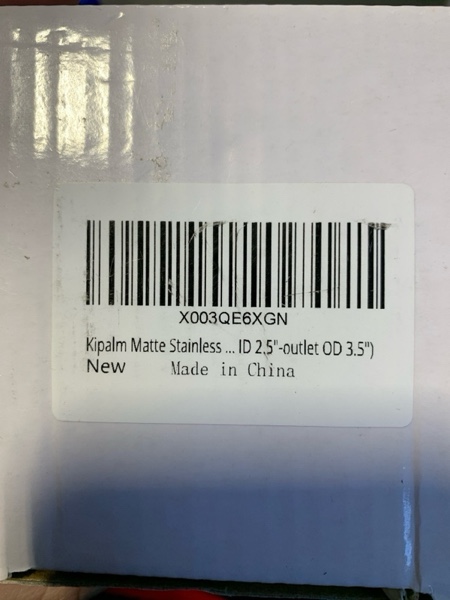 X003QE6XGN
Kipalm Matte Stainless ... ID 2.5"-outlet OD 3.5")
New Made in China